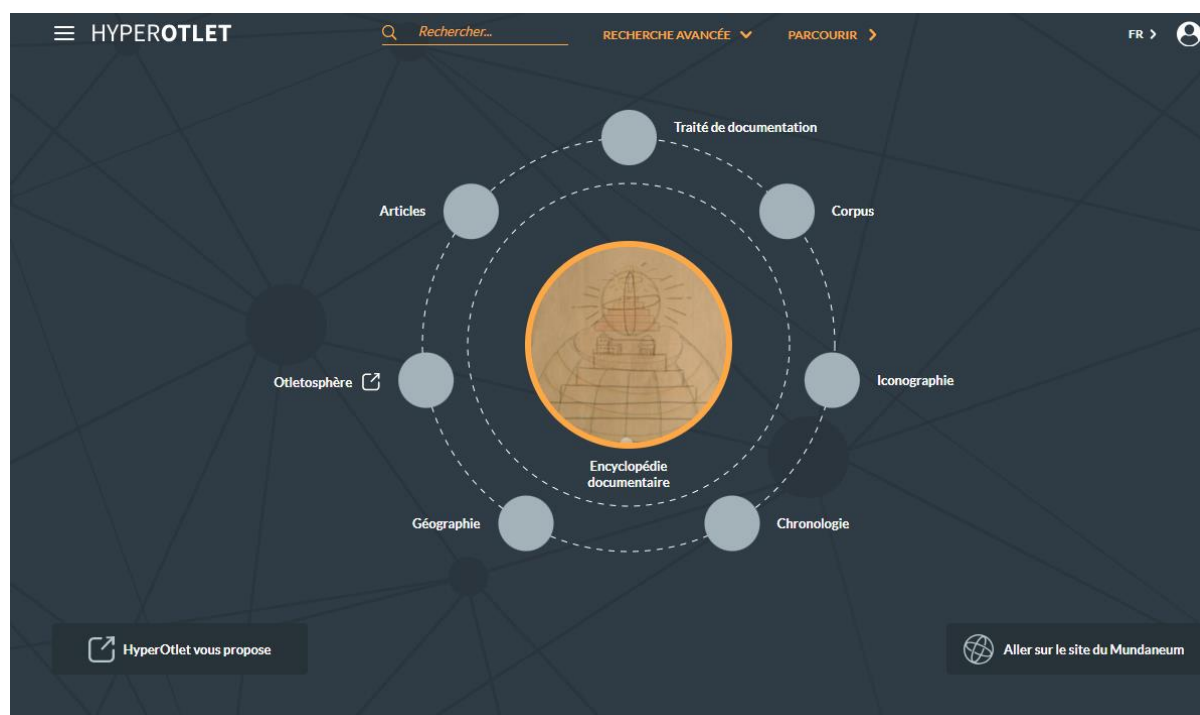 HYPEROTLET
Rechercher...
RECHERCHE AVANCÉE
PARCOURIR
FR
Traité de documentation
Articles
Corpus
Otletosphère
Iconographie
Encyclopédie
documentaire
Géographie
Chronologie
HyperOtlet vous propose
Aller sur le site du Mundaneum